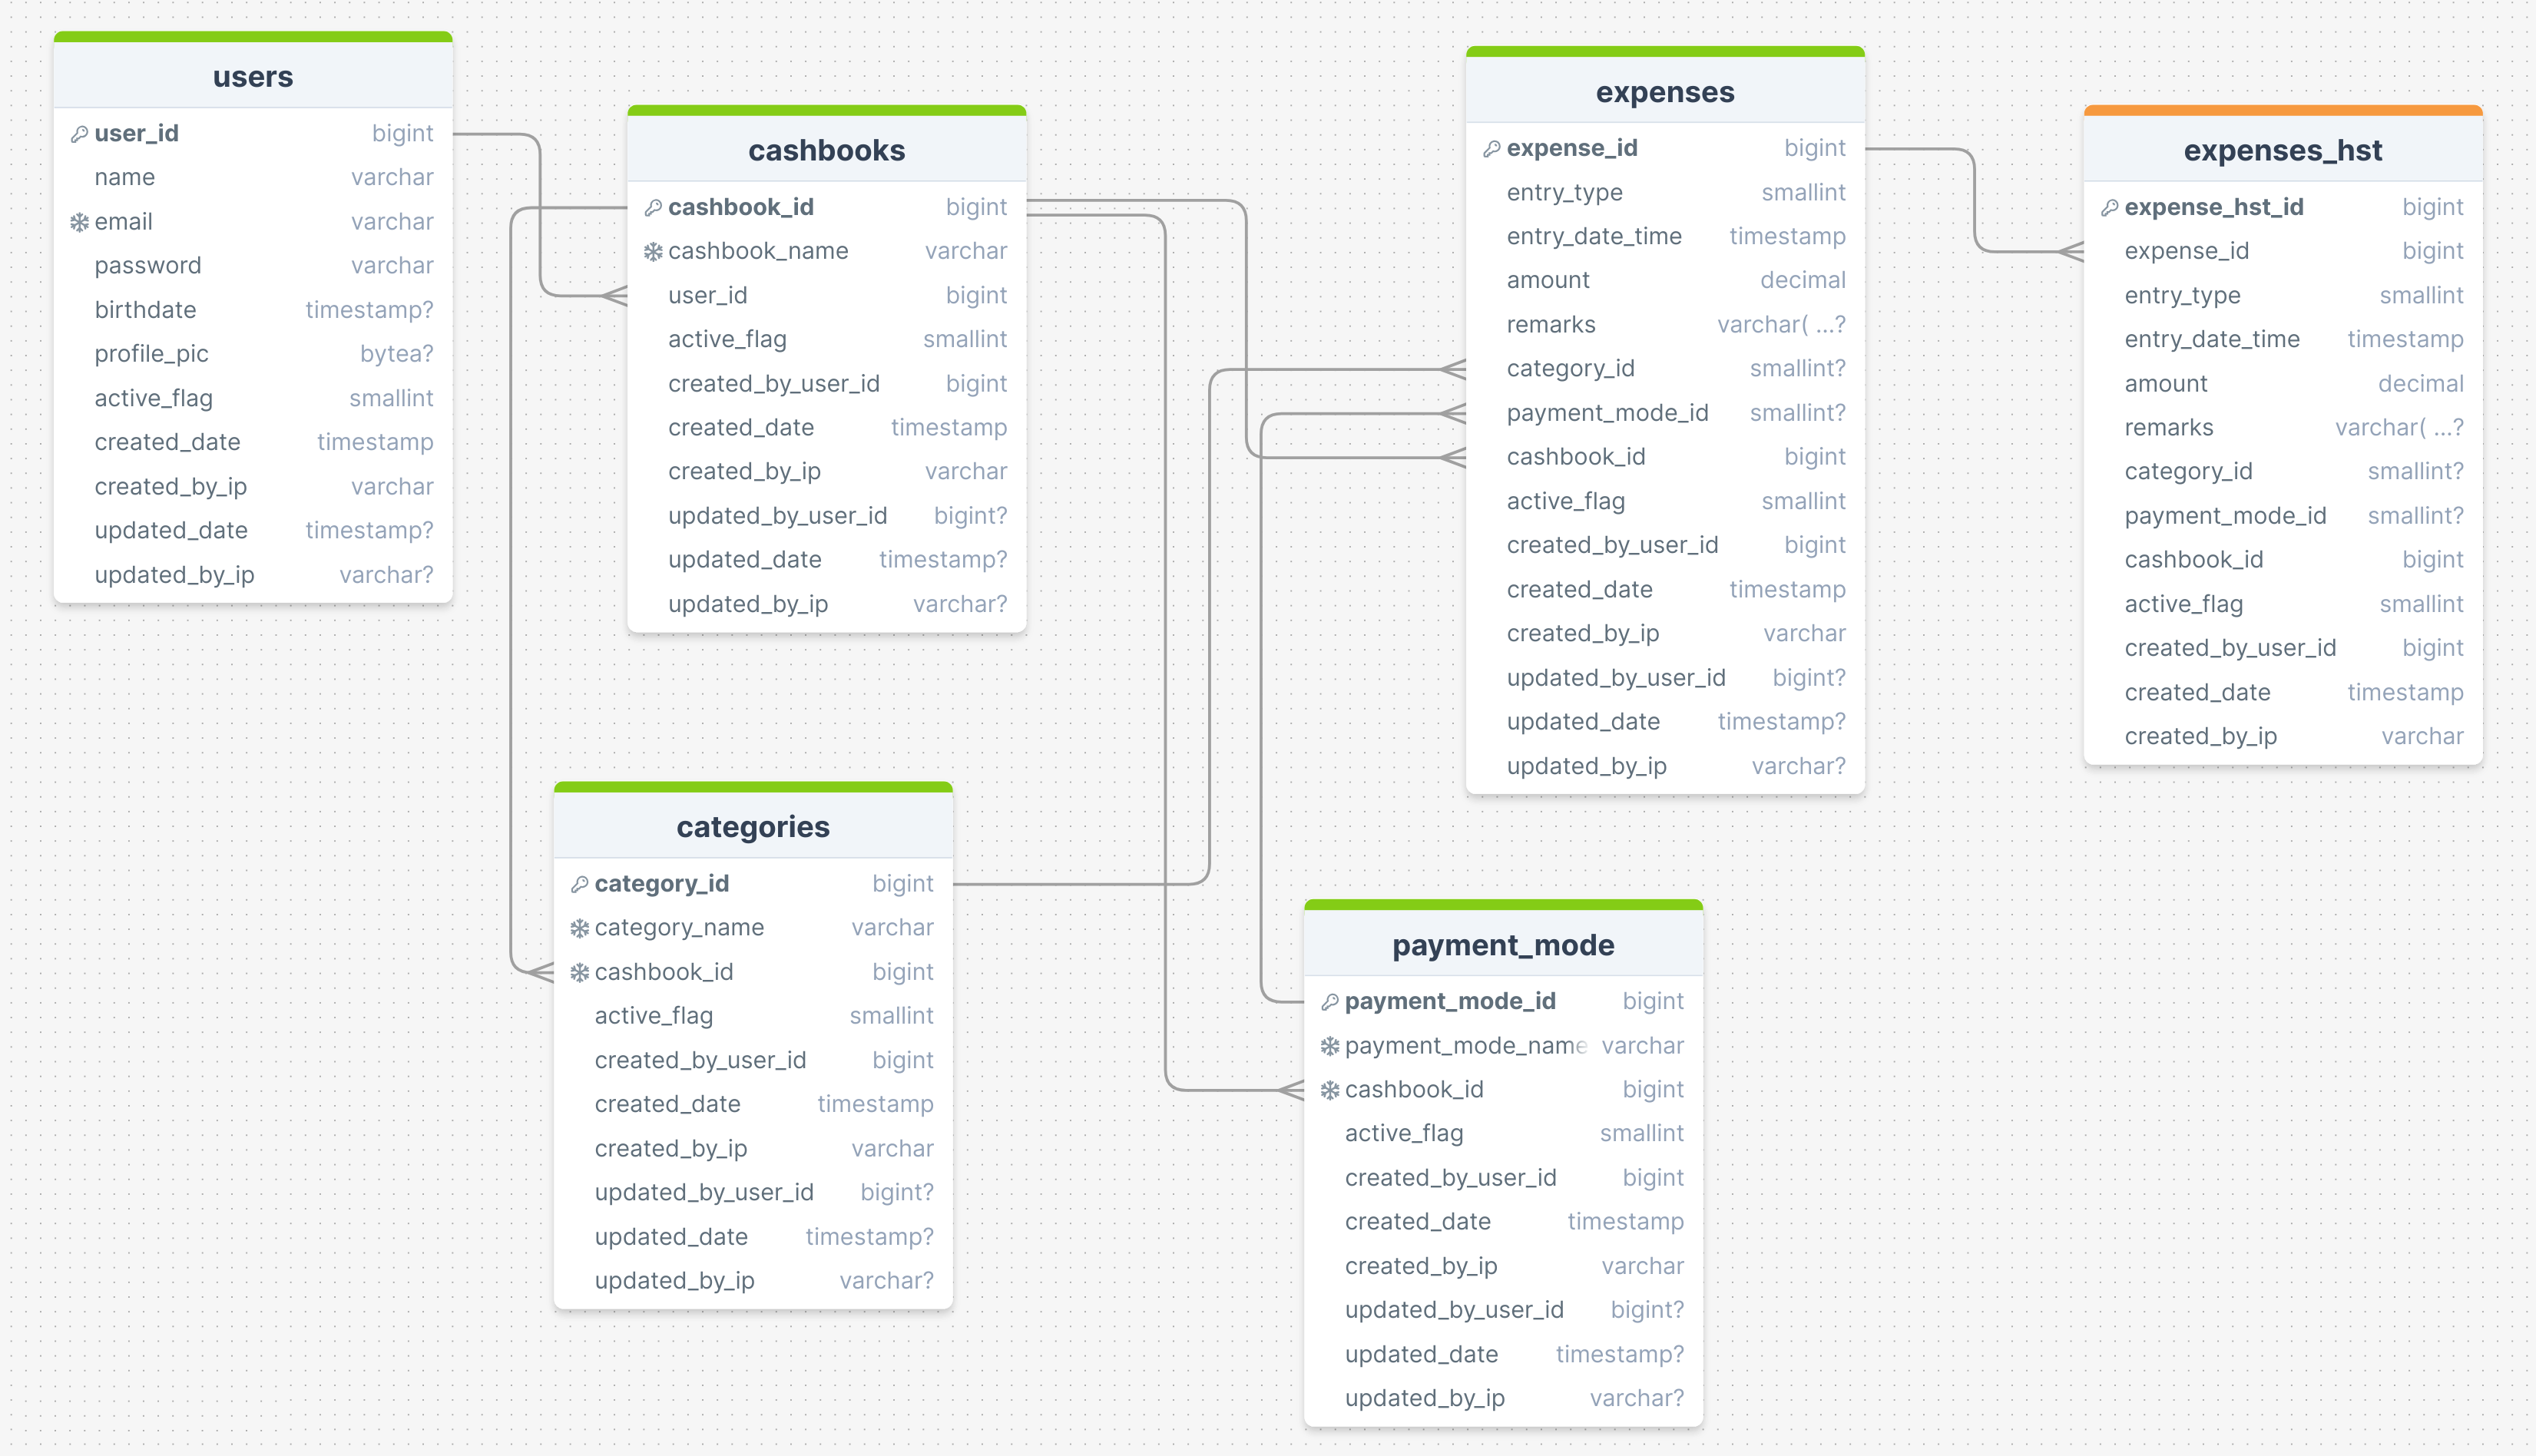 users
user_id bigint
name varchar
email varchar
password varchar
birthdate timestamp?
profile_pic bytea?
active_flag smallint
created_date timestamp
created_by_ip varchar
updated_date timestamp?
updated_by_ip varchar?
cashbooks
cashbook_id bigint
cashbook_name varchar
user_id bigint
active_flag smallint
created_by_user_id bigint
created_date timestamp
created_by_ip varchar
updated_by_user_id bigint?
updated_date timestamp?
updated_by_ip varchar?
expenses
expense_id bigint
entry_type smallint
entry_date_time timestamp
amount decimal
remarks varchar( ...?
category_id smallint?
payment_mode_id smallint?
cashbook_id bigint
active_flag smallint
created_by_user_id bigint
created_date timestamp
created_by_ip varchar
updated_by_user_id bigint?
updated_date timestamp?
updated_by_ip varchar?
expenses_hst
expense_hst_id bigint
expense_id bigint
entry_type smallint
entry_date_time timestamp
amount decimal
remarks varchar( ...?
category_id smallint?
payment_mode_id smallint?
cashbook_id bigint
active_flag smallint
created_by_user_id bigint
created_date timestamp
created_by_ip varchar
categories
category_id bigint
category_name varchar
cashbook_id bigint
active_flag smallint
created_by_user_id bigint
created_date timestamp
created_by_ip varchar
updated_by_user_id bigint?
updated_date timestamp?
updated_by_ip varchar?
payment_mode
payment_mode_id bigint
payment_mode_name varchar
cashbook_id bigint
active_flag smallint
created_by_user_id bigint
created_date timestamp
created_by_ip varchar
updated_by_user_id bigint?
updated_date timestamp?
updated_by_ip varchar?